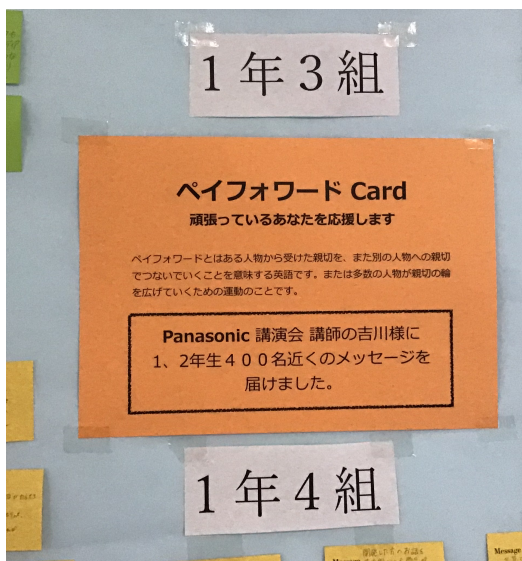 1年3組
ペイフォワード Card
頑張っているあなたを応援します
ペイフォワードとはある人物から受けた親切を、また別の人物への親切
でつないでいくことを意味する英語です。または多数の人物が親切の輪
を広げていくための運動のことです。
Panasonic 講演会 講師の吉川様に
1、2年生４００名近くのメッセージを
届けました。
1年4組
Message